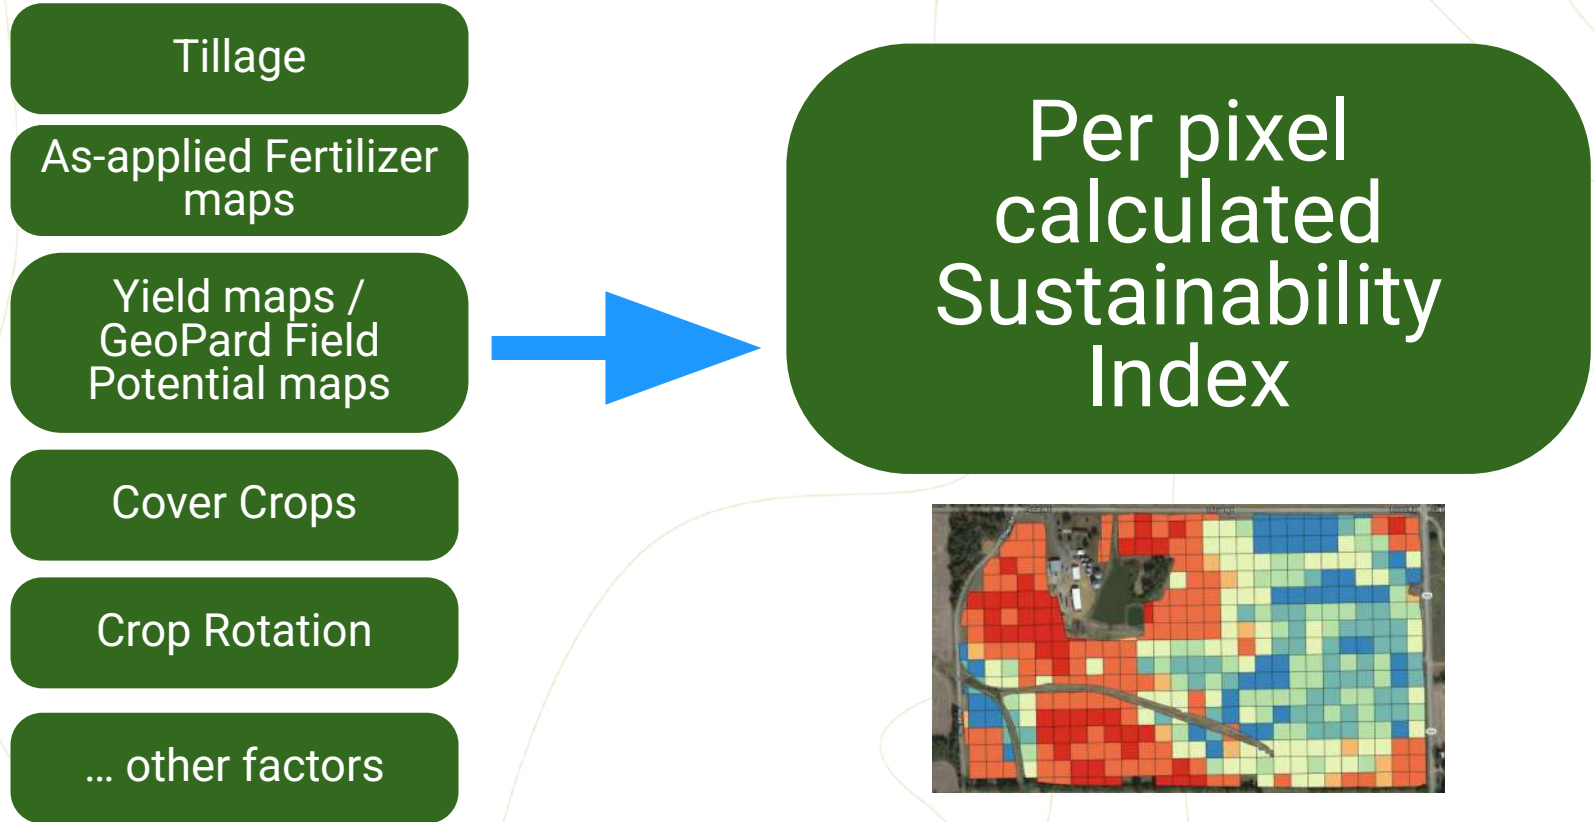 Tillage
As-applied Fertilizer
maps
Yield maps /
GeoPard Field
Potential maps
Cover Crops
Crop Rotation
... other factors
Per pixel
calculated
Sustainability
Index